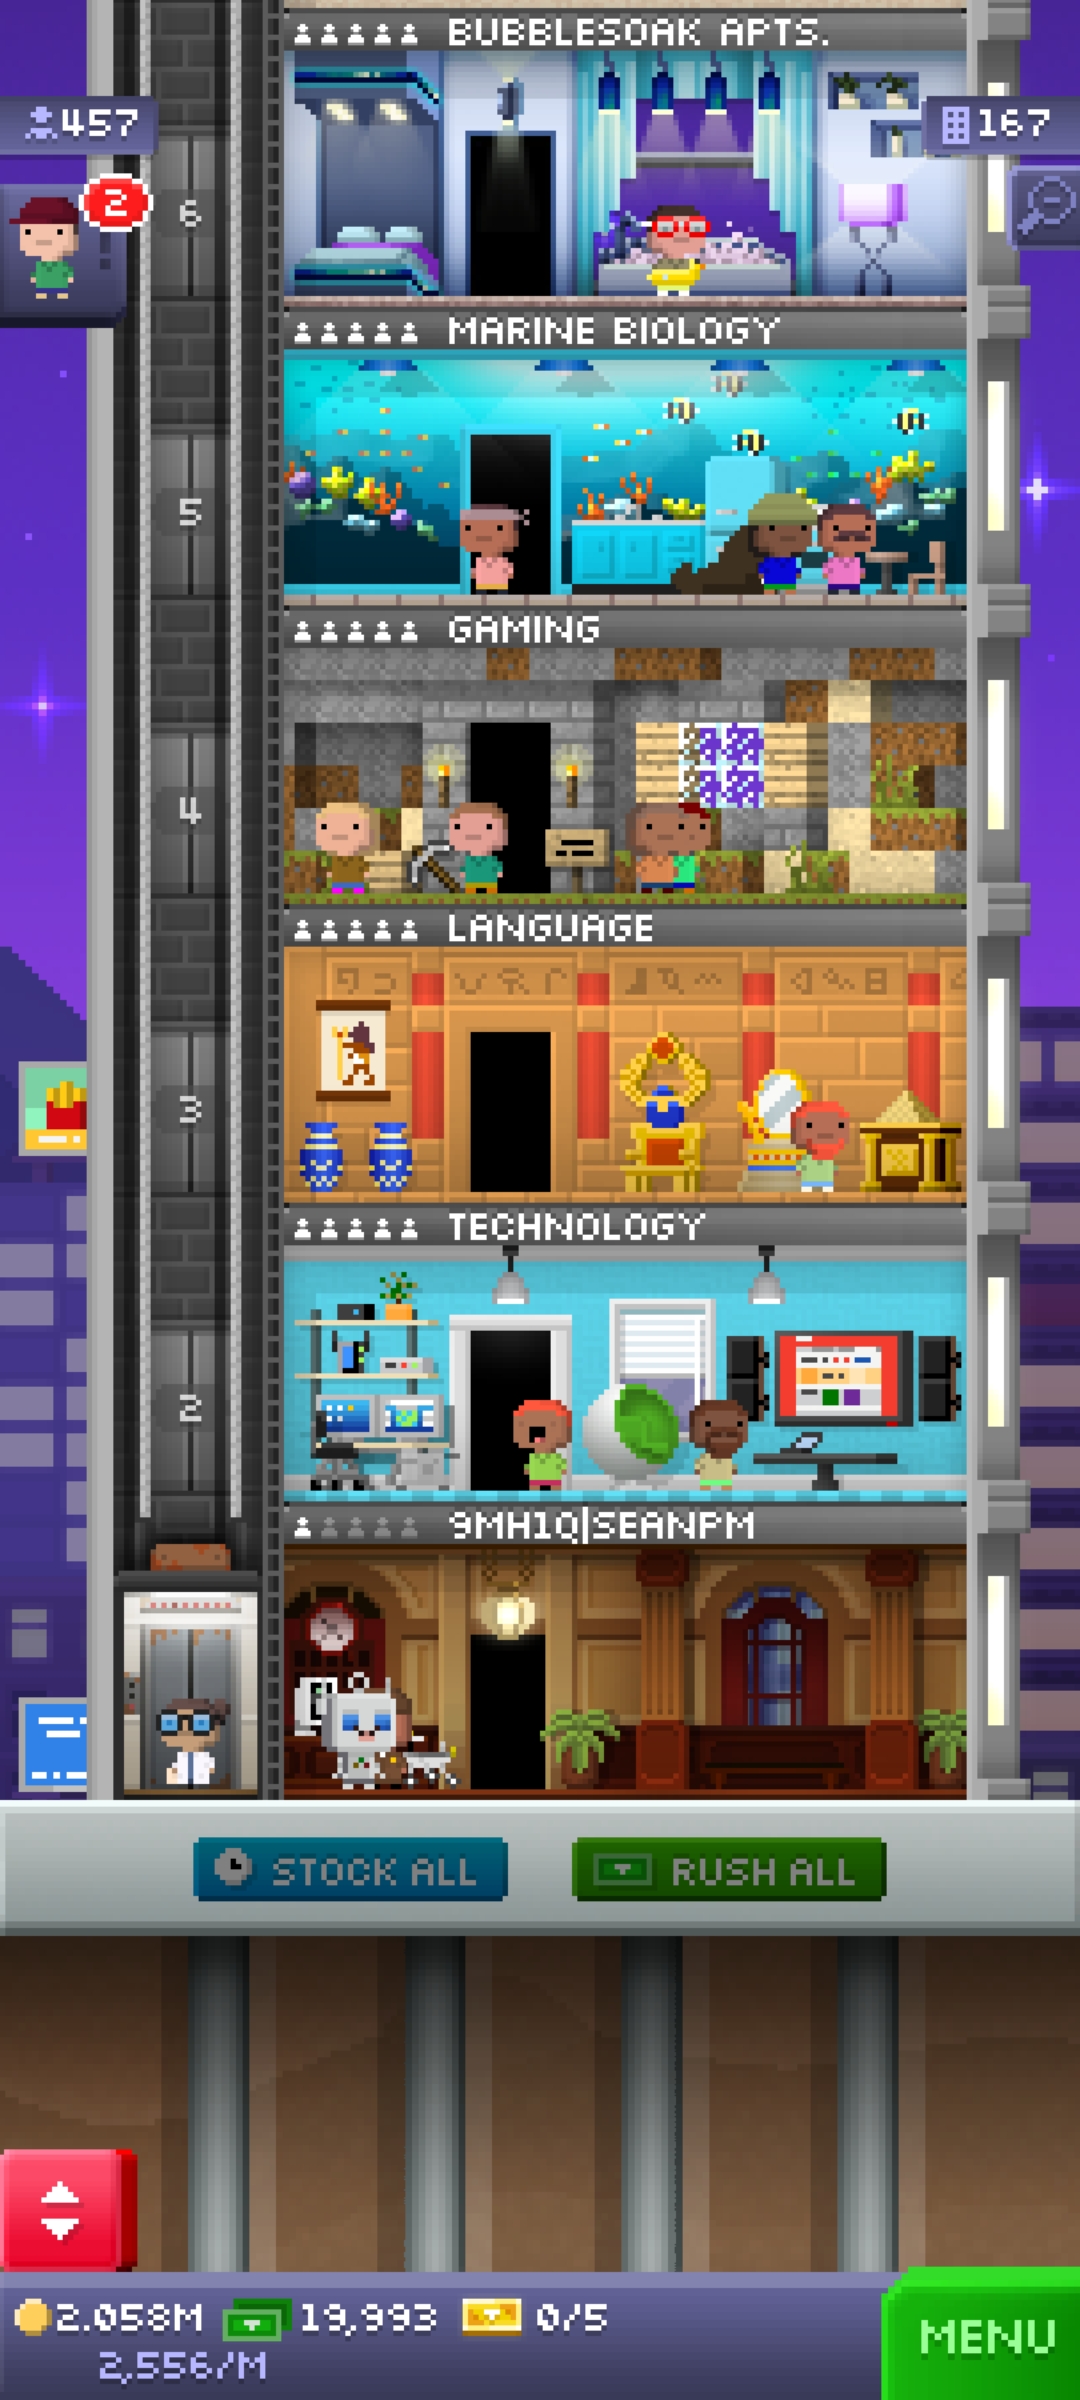 BUBBLESOAK APTS.
457
167
2
6
MARINE BIOLOGY
5
GAMING
4
LANGUAGE
3
TECHNOLOGY
2
9MH1Q|SEANPM
STOCK ALL
RUSH ALL
2.058M 19,993 0/5
2,556/M
MENU